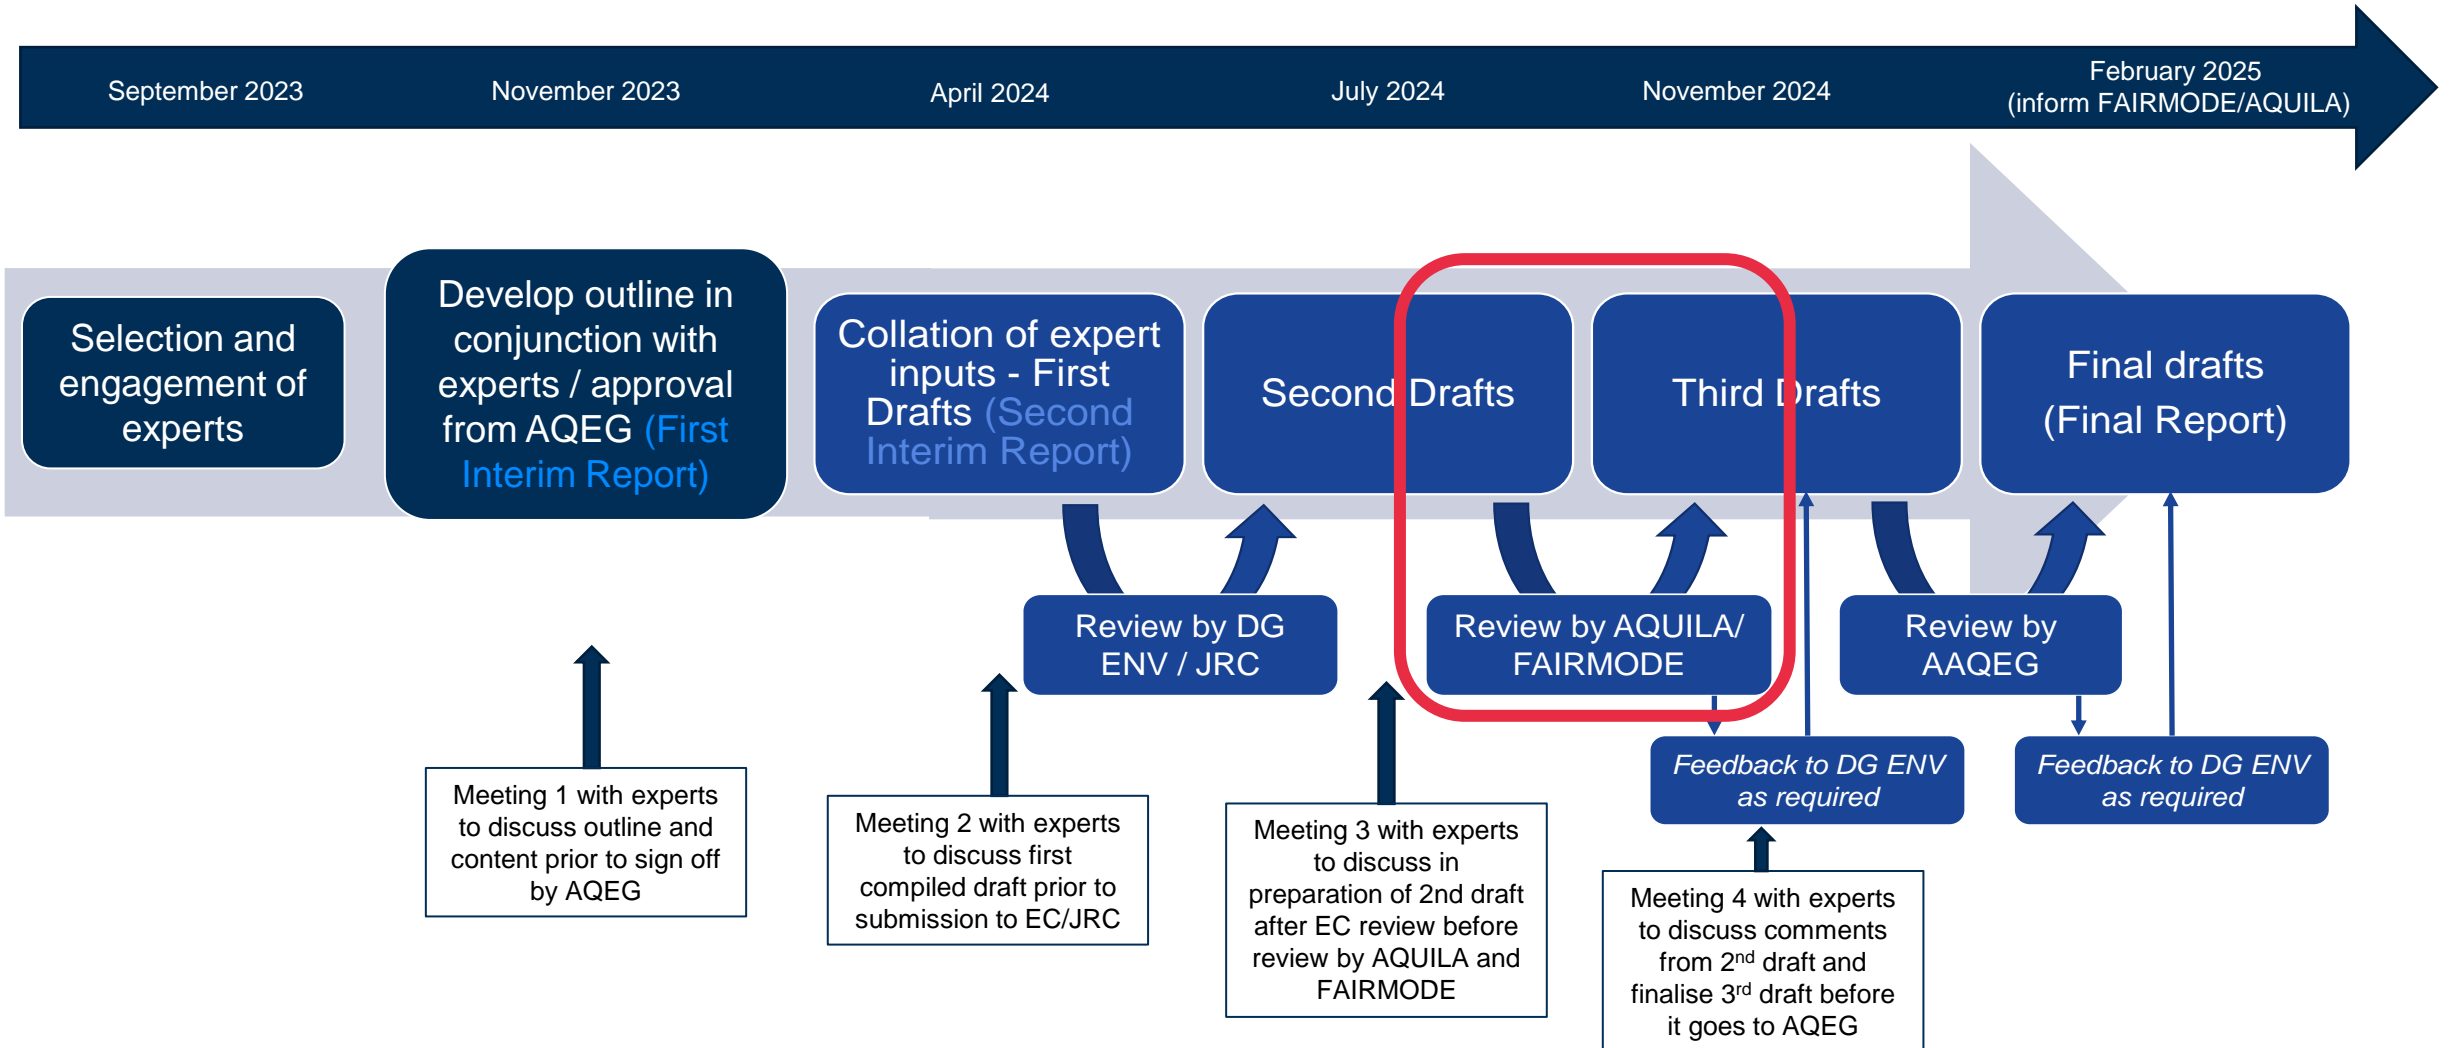 September 2023
November 2023
April 2024
July 2024
November 2024
February 2025
(inform FAIRMODE/AQUILA)
Selection and
engagement of
experts
Develop outline in
conjunction with
experts / approval
from AQEG (First
Interim Report)
Collation of expert
inputs - First
Drafts (Second
Interim Report)
Second Drafts
Third Drafts
Final drafts
(Final Report)
Review by DG
ENV / JRC
Review by AQUILA/
FAIRMODE
Review by
AAQEG
Feedback to DG ENV
as required
Feedback to DG ENV
as required
Meeting 1 with experts
to discuss outline and
content prior to sign off
by AQEG
Meeting 2 with experts
to discuss first
compiled draft prior to
submission to EC/JRC
Meeting 3 with experts
to discuss in
preparation of 2nd draft
after EC review before
review by AQUILA and
FAIRMODE
Meeting 4 with experts
to discuss comments
from 2nd draft and
finalise 3rd draft before
it goes to AQEG